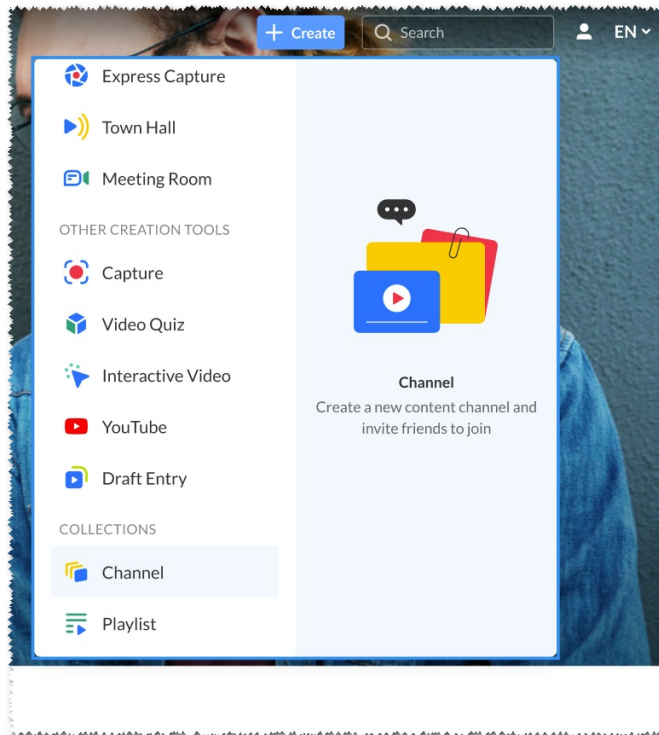 Create
Search
EN
Express Capture
Town Hall
Meeting Room
OTHER CREATION TOOLS
Capture
Video Quiz
Interactive Video
YouTube
Draft Entry
COLLECTIONS
Channel
Playlist
Channel
Create a new content channel and
invite friends to join